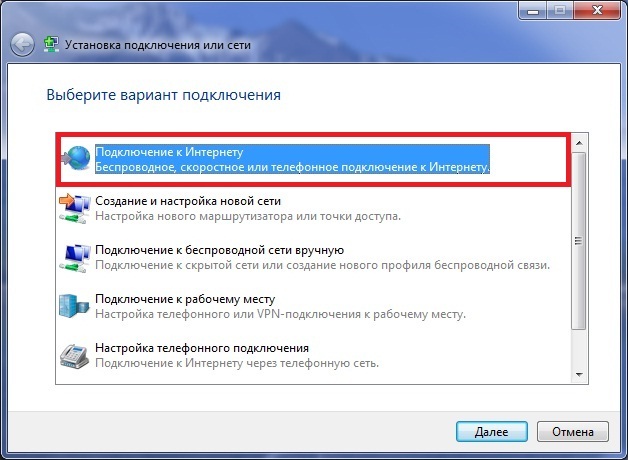 Установка подключения или сети
Выберите вариант подключения
Подключение к Интернету
Беспроводное, скоростное или телефонное подключение к Интернету.
Создание и настройка новой сети
Настройка нового маршрутизатора или точки доступа.
Подключение к беспроводной сети вручную
Подключение к скрытой сети или создание нового профиля беспроводной связи.
Подключение к рабочему месту
Настройка телефонного или VPN-подключения к рабочему месту.
Настройка телефонного подключения
Подключение к Интернету через телефонную сеть.
Далее
Отмена